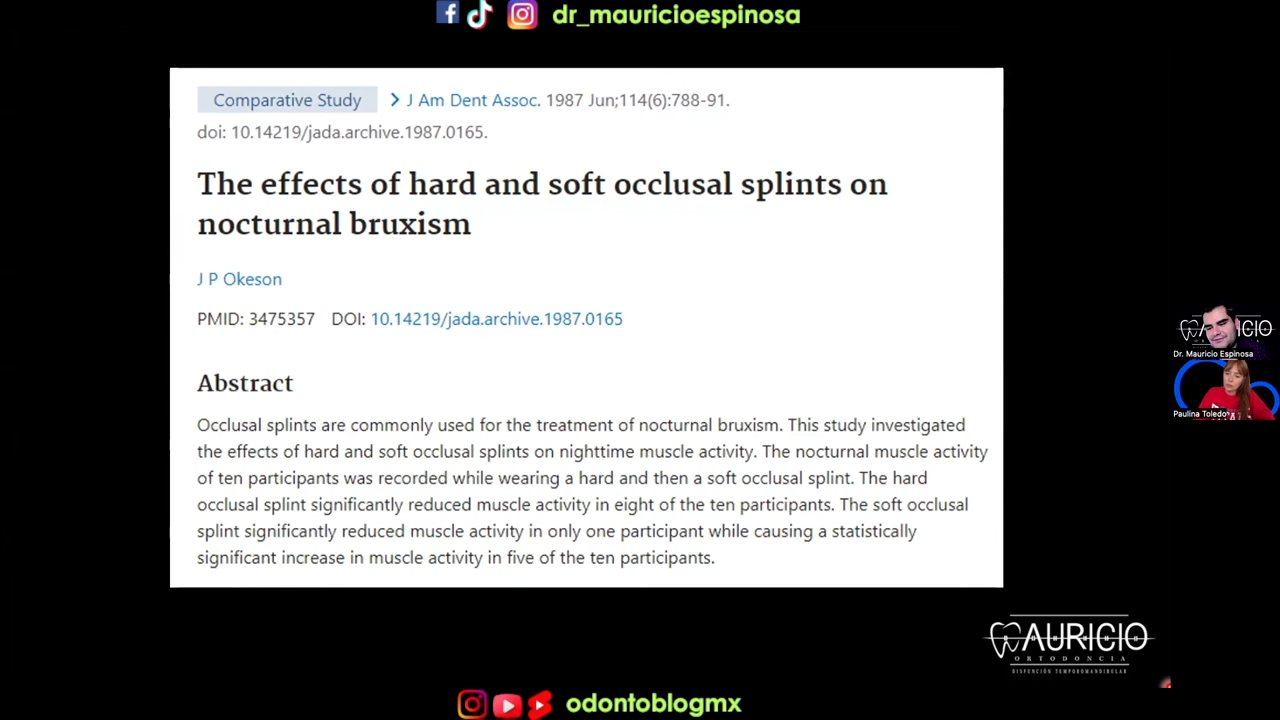 dr_mauricioespinosa
Comparative Study > J Am Dent Assoc. 1987 Jun;114(6):788-91.
doi: 10.14219/jada.archive.1987.0165.
The effects of hard and soft occlusal splints on
nocturnal bruxism
J P Okeson
PMID: 3475357 DOI: 10.14219/jada.archive.1987.0165
Abstract
Occlusal splints are commonly used for the treatment of nocturnal bruxism. This study investigated
the effects of hard and soft occlusal splints on nighttime muscle activity. The nocturnal muscle activity
of ten participants was recorded while wearing a hard and then a soft occlusal splint. The hard
occlusal splint significantly reduced muscle activity in eight of the ten participants. The soft occlusal
splint significantly reduced muscle activity in only one participant while causing a statistically
significant increase in muscle activity in five of the ten participants.
Dr. Mauricio Espinosa
Paulina Toledo
MAURICIO
ORTODONCIA
DISFUNCIÓN TEMPOROMANDIBULAR
odontoblogmx